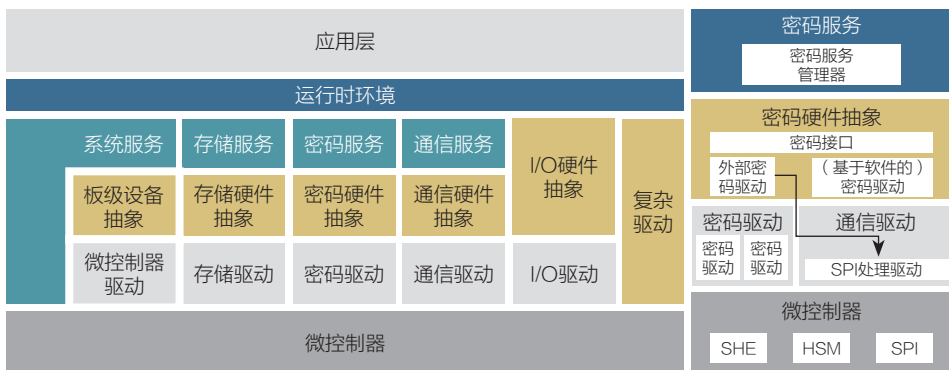 应用层
运行时环境
系统服务
存储服务
密码服务
通信服务
I/O硬件
抽象
复杂
驱动
板级设备
抽象
存储硬件
抽象
密码硬件
抽象
通信硬件
抽象
微控制器
驱动
存储驱动
密码驱动
通信驱动
I/O驱动
微控制器
密码服务
密码服务
管理器
密码硬件抽象
密码接口
外部密
码驱动
（基于软件的）
密码驱动
密码驱动
密码
驱动
密码
驱动
通信驱动
SPI处理驱动
微控制器
SHE
HSM
SPI